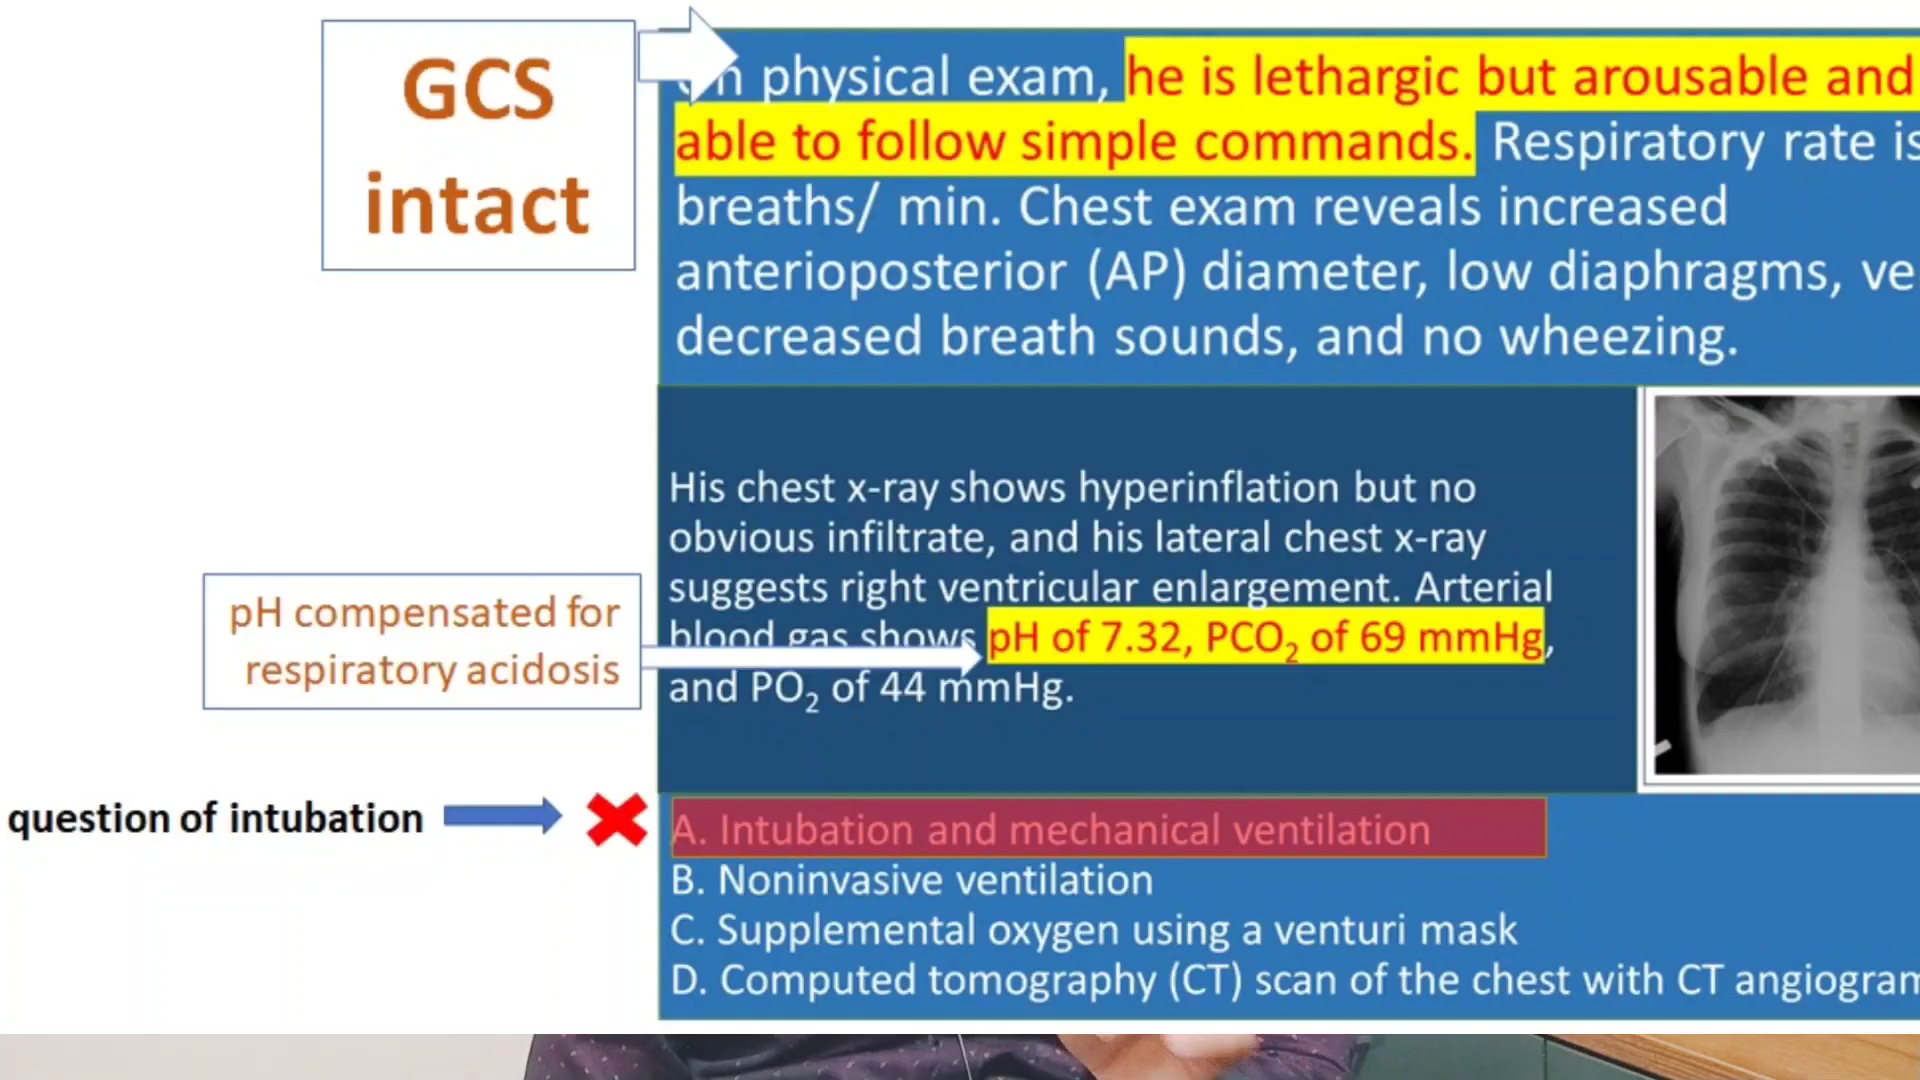 GCS
intact
physical exam, he is lethargic but arousable and
able to follow simple commands. Respiratory rate is
breaths/ min. Chest exam reveals increased
anterioposterior (AP) diameter, low diaphragms, ve
decreased breath sounds, and no wheezing.
His chest x-ray shows hyperinflation but no
obvious infiltrate, and his lateral chest x-ray
suggests right ventricular enlargement. Arterial
blood gas shows pH of 7.32, PCO₂ of 69 mmHg,
and PO₂ of 44 mmHg.
pH compensated for
respiratory acidosis
question of intubation
A. Intubation and mechanical ventilation
B. Noninvasive ventilation
C. Supplemental oxygen using a venturi mask
D. Computed tomography (CT) scan of the chest with CT angiogram